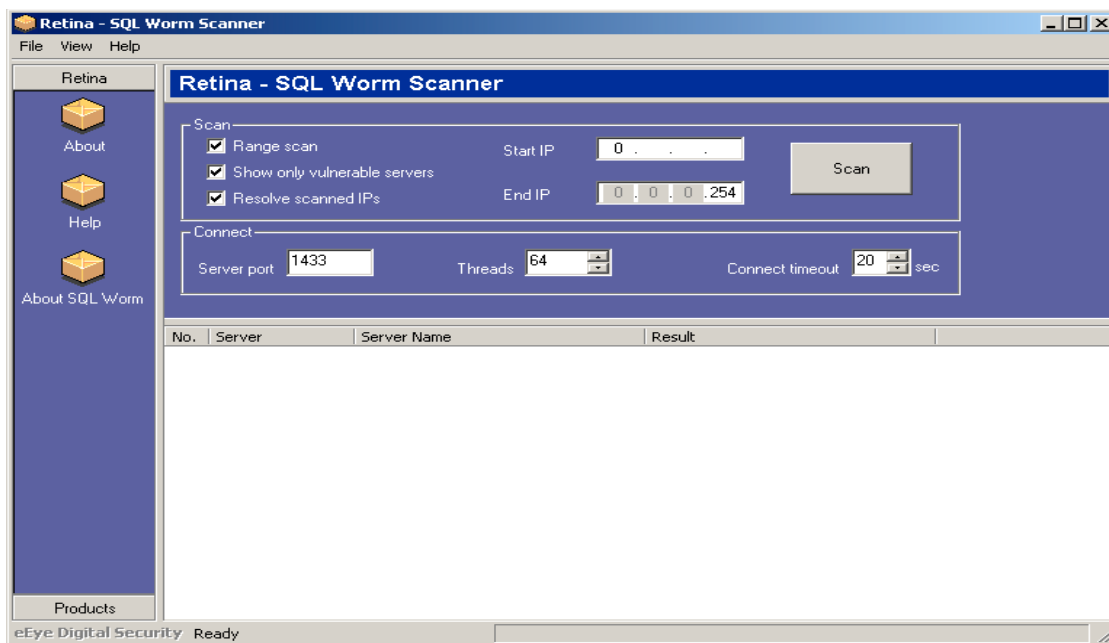 Retina - SQL Worm Scanner
File View Help
Retina
About
Help
About SQL Worm
Products
Retina - SQL Worm Scanner
Scan
Range scan
Show only vulnerable servers
Resolve scanned IPs
Start IP 0 . . .
End IP 0 . 0 . 0 .254
Scan
Connect
Server port 1433 Threads 64 Connect timeout 20 sec
No. Server Server Name Result
eEye Digital Security Ready